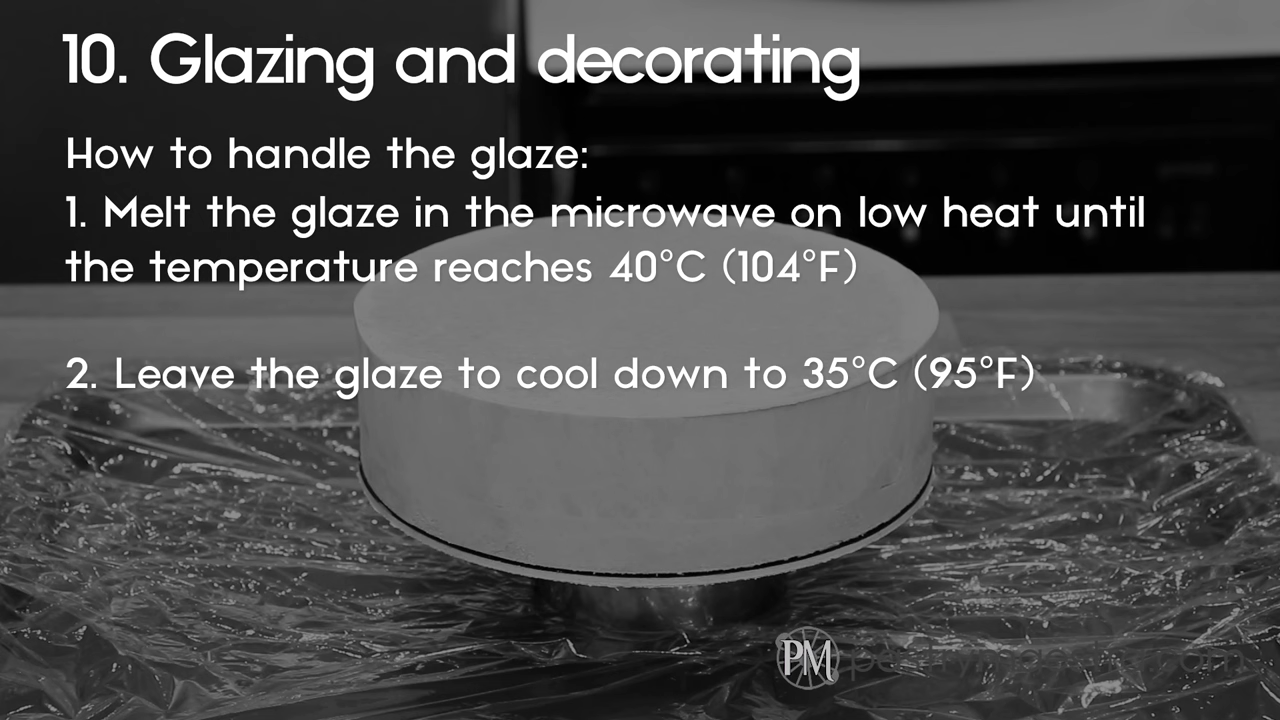 10. Glazing and decorating
How to handle the glaze:
1. Melt the glaze in the microwave on low heat until
the temperature reaches 40°C (104°F)
2. Leave the glaze to cool down to 35°C (95°F)
PM